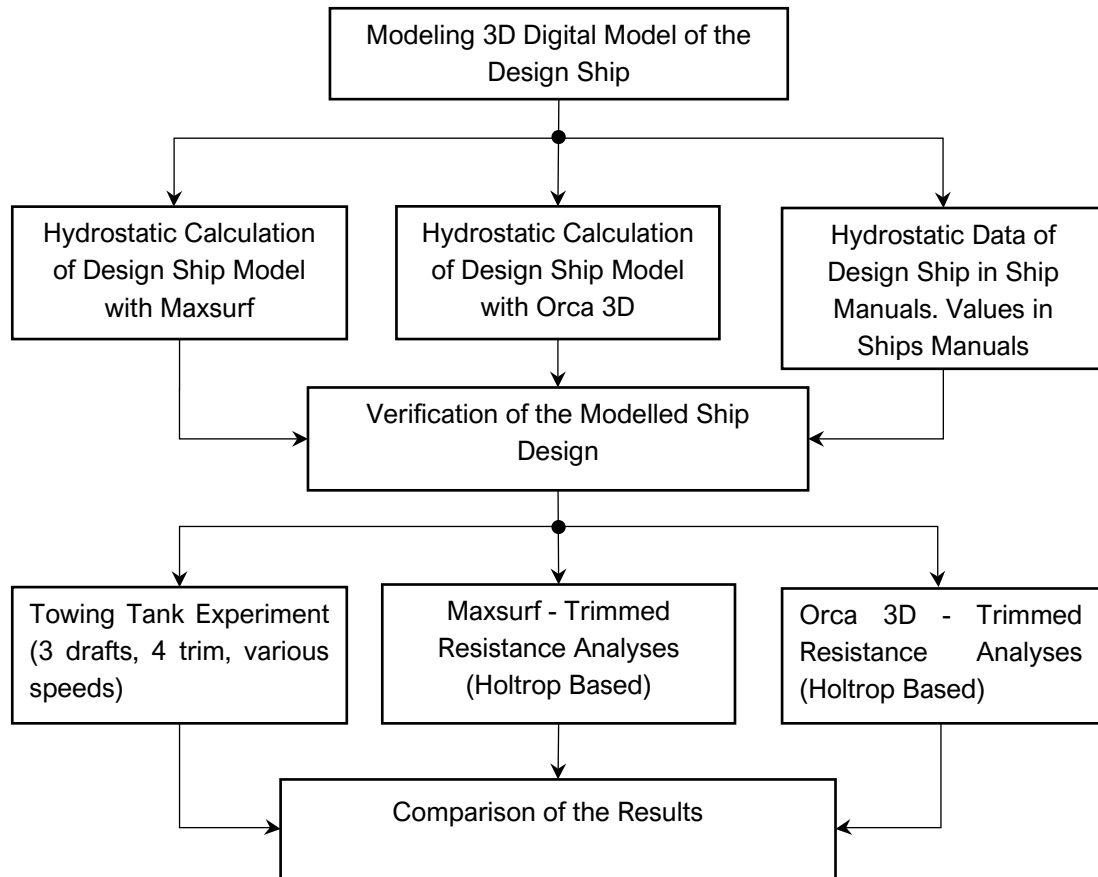 Modeling 3D Digital Model of the
Design Ship
Hydrostatic Calculation
of Design Ship Model
with Maxsurf
Hydrostatic Calculation
of Design Ship Model
with Orca 3D
Hydrostatic Data of
Design Ship in Ship
Manuals. Values in
Ships Manuals
Verification of the Modelled Ship
Design
Towing Tank Experiment
(3 drafts, 4 trim, various
speeds)
Maxsurf - Trimmed
Resistance Analyses
(Holtrop Based)
Orca 3D - Trimmed
Resistance Analyses
(Holtrop Based)
Comparison of the Results